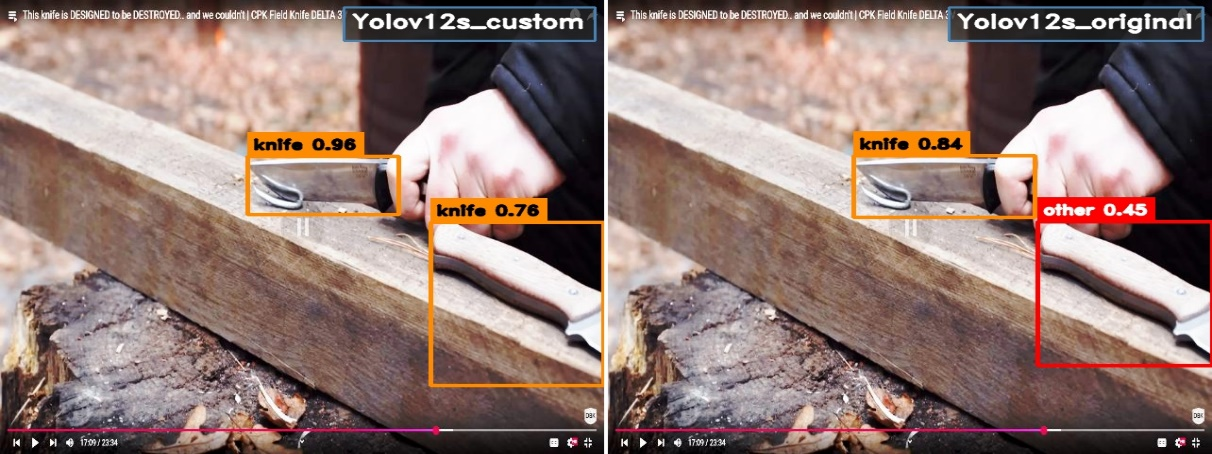 This knife is DESIGNED to be DESTROYED.. and we couldn't | CPK Field Knife DELTA 3
Yolov12s_custom
knife 0.96
knife 0.76
DBK
17:09 / 23:34
This knife is DESIGNED to be DESTROYED.. and we couldn't | CPK Field Knife DELTA 3
Yolov12s_original
knife 0.84
other 0.45
DBK
17:09 / 23:34